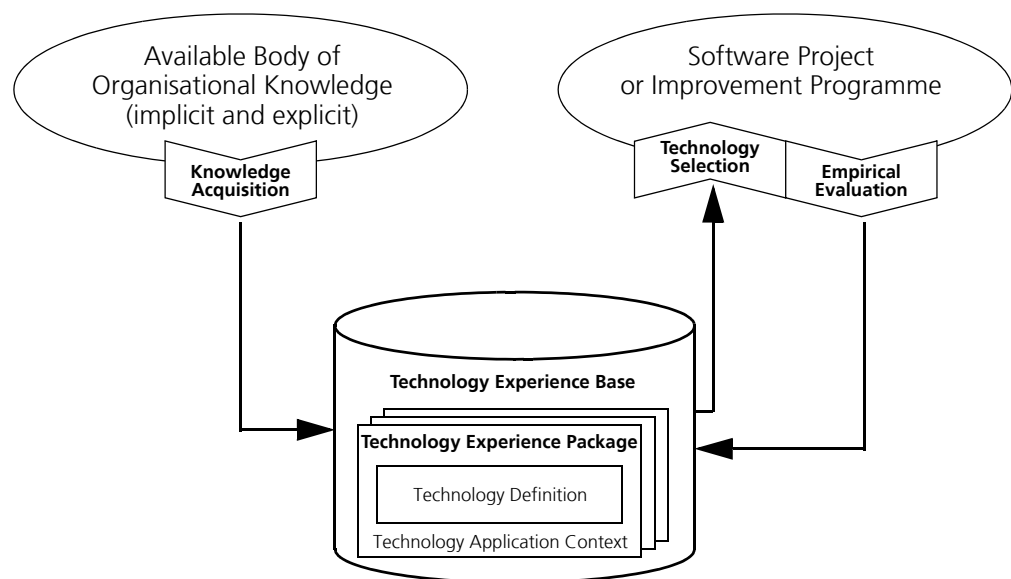 Available Body of
Organisational Knowledge
(implicit and explicit)
Knowledge
Acquisition
Software Project
or Improvement Programme
Technology
Selection
Empirical
Evaluation
Technology Experience Base
Technology Experience Package
Technology Definition
Technology Application Context